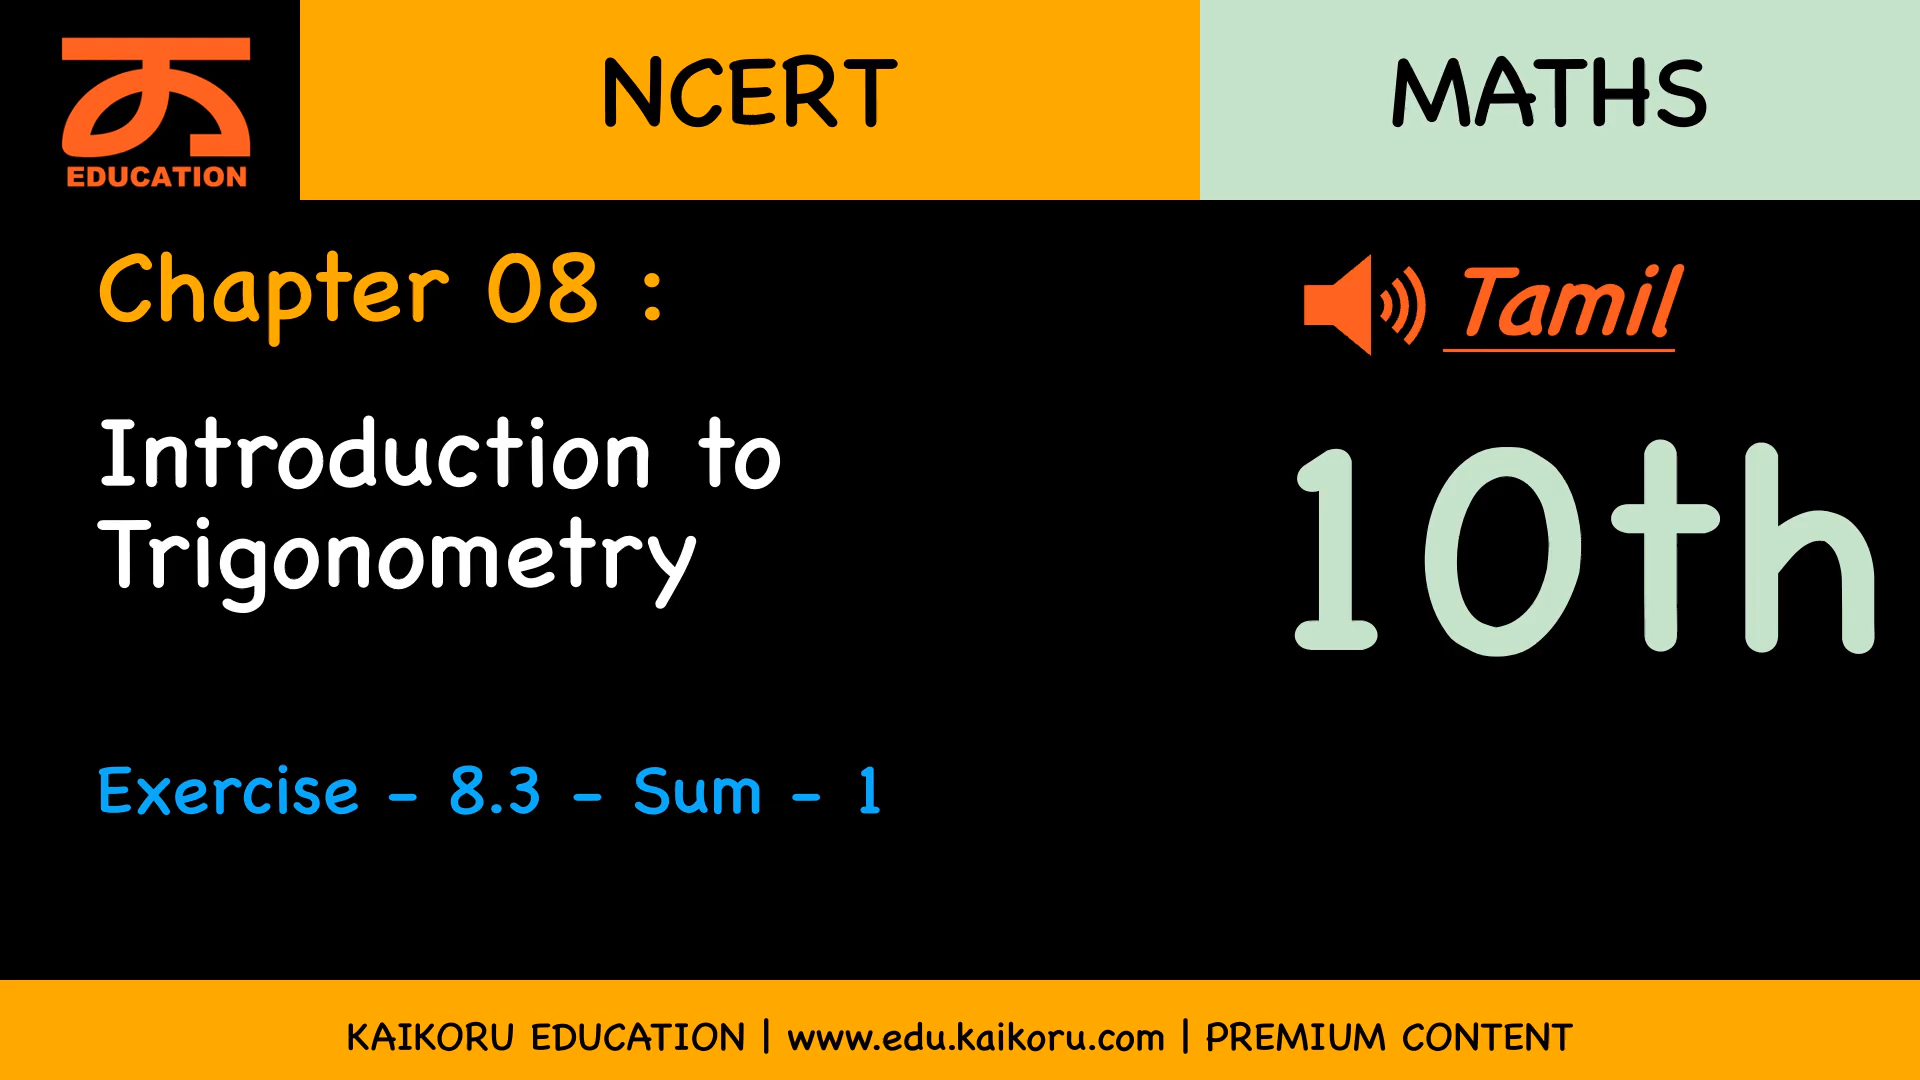 EDUCATION
NCERT
MATHS
Chapter 08 :
Tamil
Introduction to
Trigonometry
10th
Exercise - 8.3 - Sum - 1
KAIKORU EDUCATION | www.edu.kaikoru.com | PREMIUM CONTENT